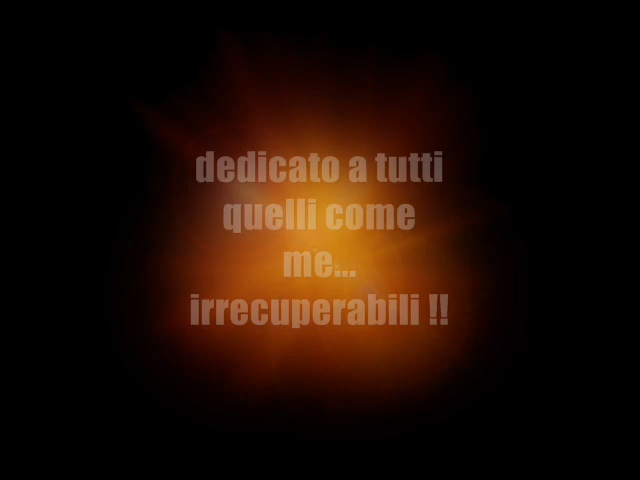 dedicato a tutti
quelli come
me...
irrecuperabili !!